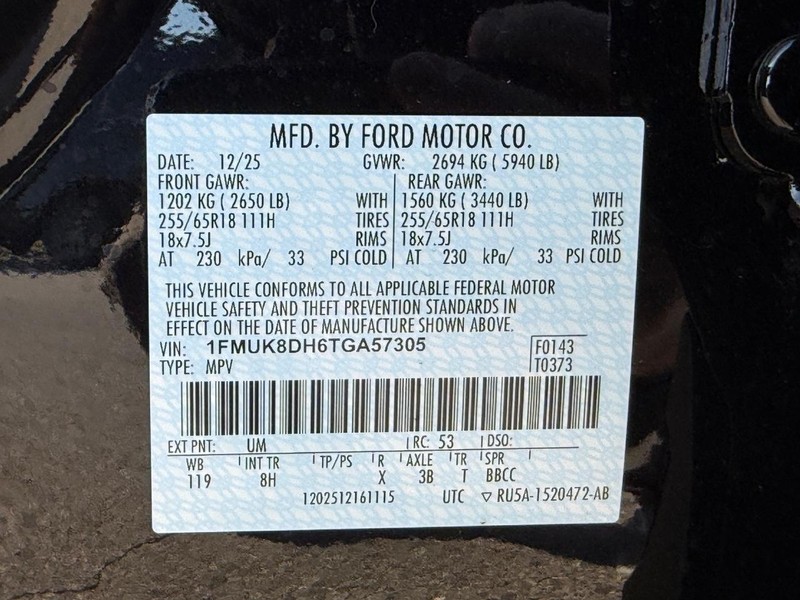 MFD. BY FORD MOTOR CO.
DATE: 12/25 GVWR: 2694 KG ( 5940 LB)
FRONT GAWR: REAR GAWR:
1202 KG ( 2650 LB) WITH 1560 KG ( 3440 LB) WITH
255/65R18 111H TIRES 255/65R18 111H TIRES
18x7.5J RIMS 18x7.5J RIMS
AT 230 kPa/ 33 PSI COLD AT 230 kPa/ 33 PSI COLD
THIS VEHICLE CONFORMS TO ALL APPLICABLE FEDERAL MOTOR
VEHICLE SAFETY AND THEFT PREVENTION STANDARDS IN
EFFECT ON THE DATE OF MANUFACTURE SHOWN ABOVE.
VIN: 1FMUK8DH6TGA57305 F0143
TYPE: MPV T0373
EXT PNT: UM RC: 53 DSO:
WB INT TR TP/PS R AXLE TR SPR
119 8H X 3B T BBCC
1202512161115 UTC ▽ RU5A-1520472-AB